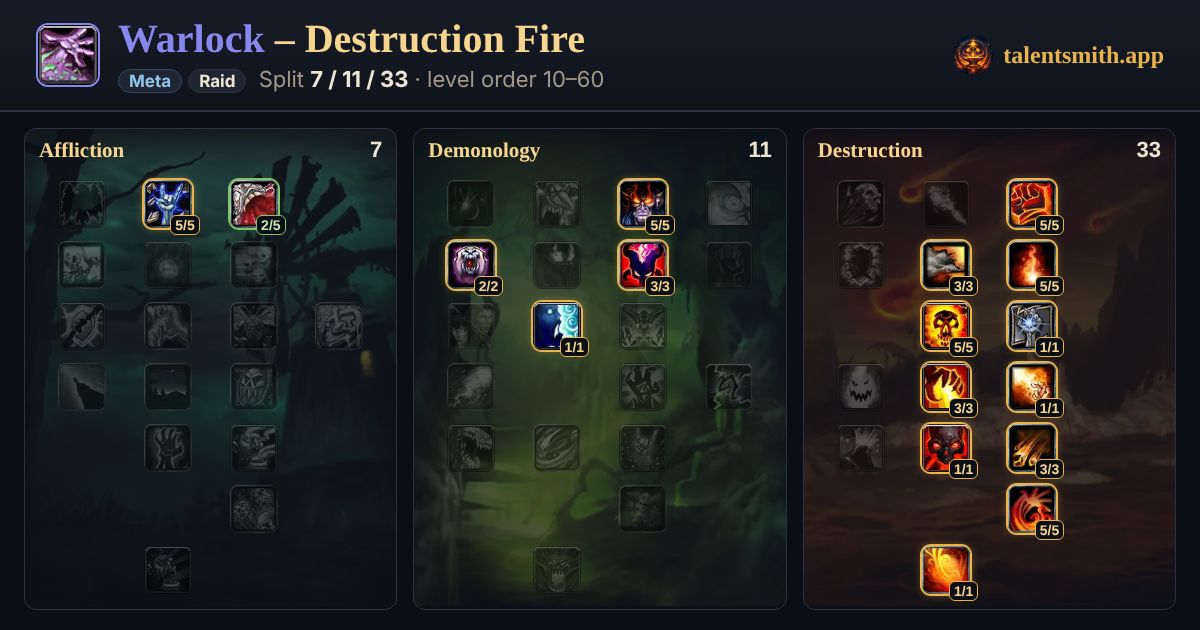 Warlock – Destruction Fire
talentsmith.app
Meta Raid Split 7 / 11 / 33 · level order 10–60
Affliction 7
5/5 2/5
Demonology 11
5/5
2/2 3/3
1/1
Destruction 33
5/5
3/3 5/5
5/5 1/1
3/3 1/1
1/1 3/3
5/5
1/1